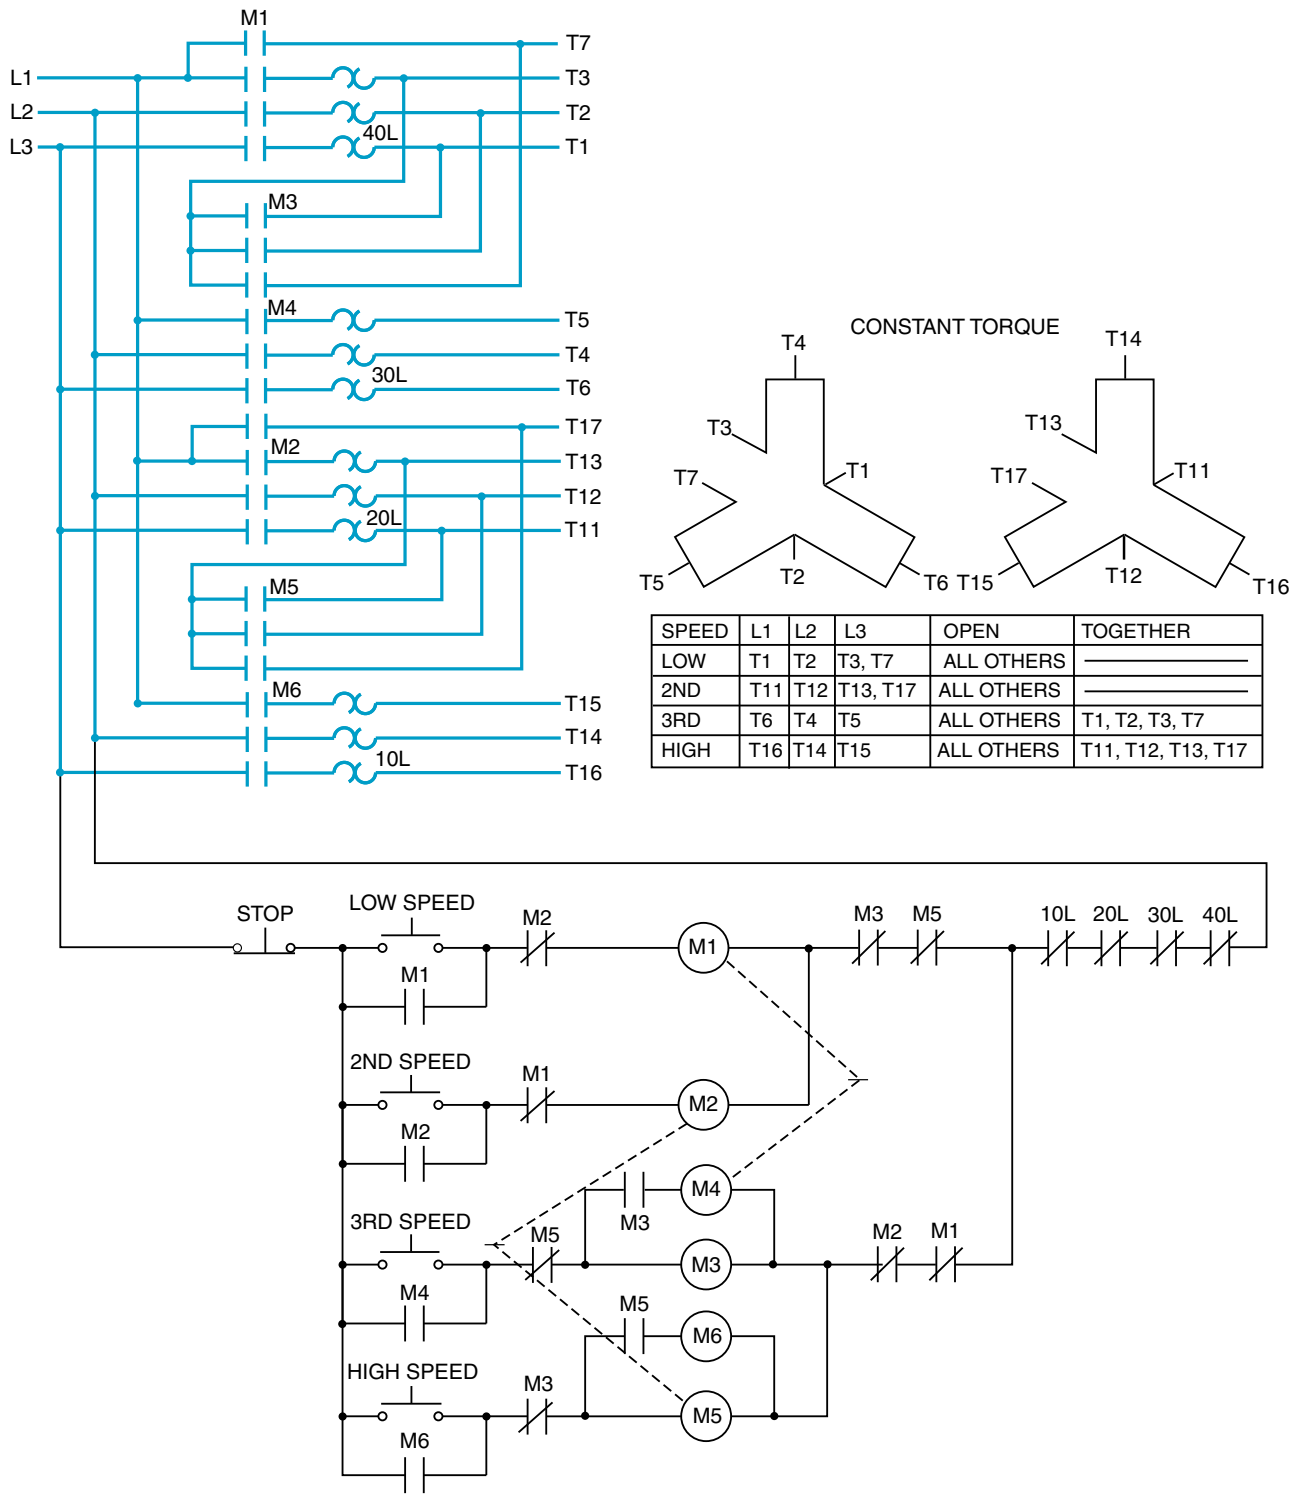 M1
T7
L1
T3
L2
T2
L3
40L
T1
M3
M4
T5
T4
30L
T6
T17
M2
T13
T12
20L
T11
M5
M6
T15
T14
10L
T16
CONSTANT TORQUE
T4
T3
T1
T7
T5
T2
T6
T14
T13
T11
T17
T15
T12
T16
SPEED L1 L2 L3 OPEN TOGETHER
LOW T1 T2 T3, T7 ALL OTHERS
2ND T11 T12 T13, T17 ALL OTHERS
3RD T6 T4 T5 ALL OTHERS T1, T2, T3, T7
HIGH T16 T14 T15 ALL OTHERS T11, T12, T13, T17
STOP
LOW SPEED
M2
M1
M3
M5
10L
20L
30L
40L
M1
2ND SPEED
M1
M2
M2
M4
M3
3RD SPEED
M5
M3
M2
M1
M4
M5
M6
HIGH SPEED
M3
M5
M6